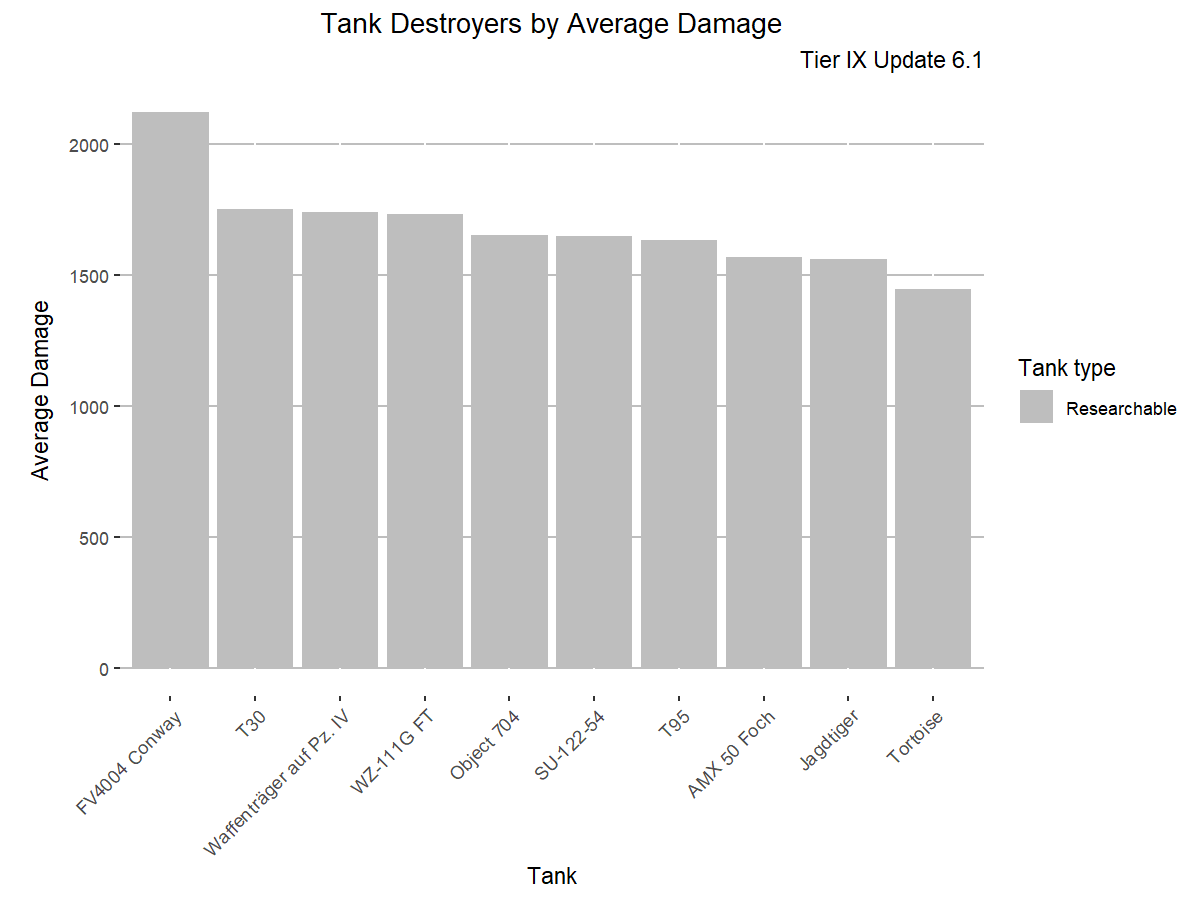 Tank Destroyers by Average Damage
Tier IX Update 6.1
Average Damage
2000
1500
1000
500
0
FV4004 Conway
T30
Waffenträger auf Pz. IV
WZ-111G FT
Object 704
SU-122-54
T95
AMX 50 Foch
Jagdtiger
Tortoise
Tank
Tank type
Researchable